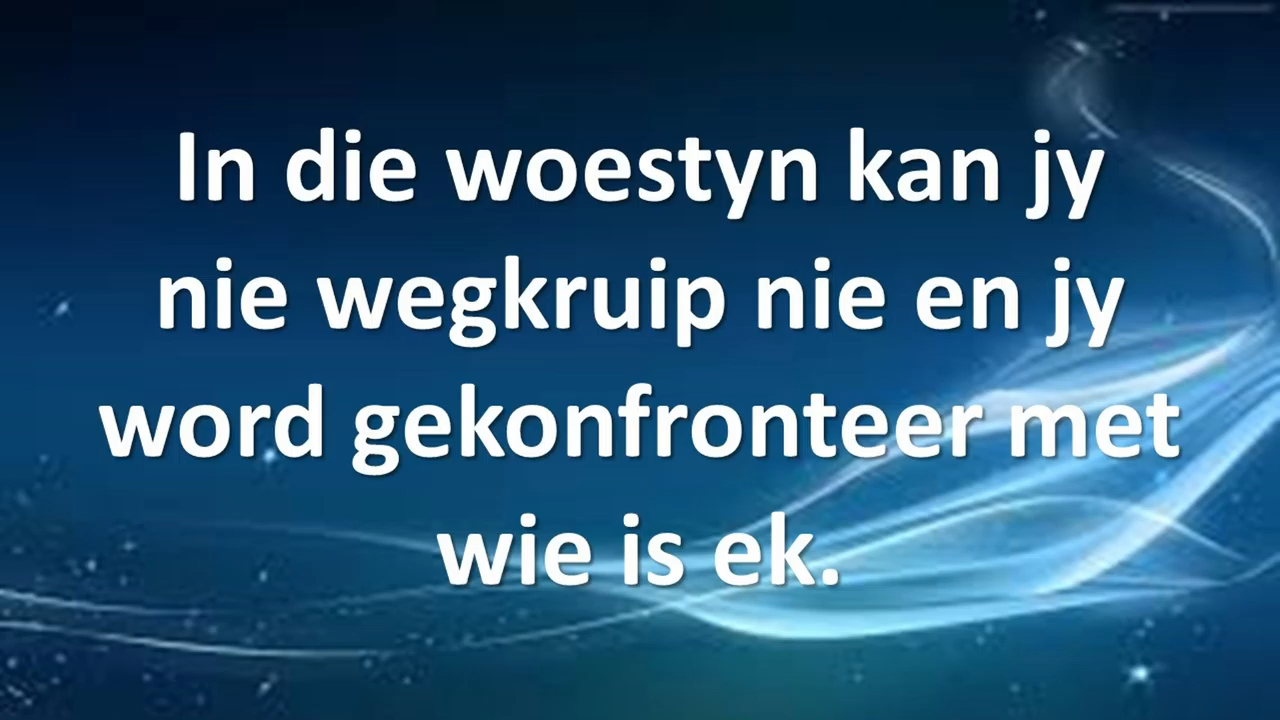 In die woestyn kan jy
nie wegkruip nie en jy
word gekonfronteer met
wie is ek.